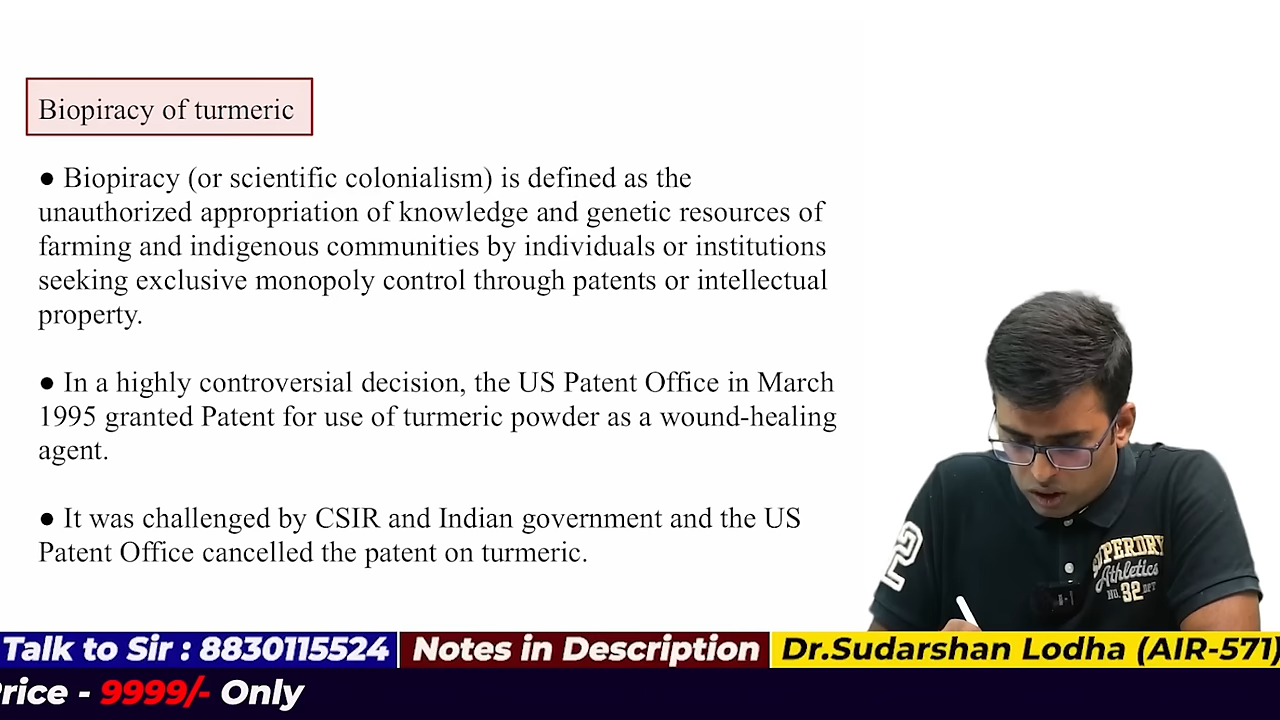 Biopiracy of turmeric
● Biopiracy (or scientific colonialism) is defined as the
unauthorized appropriation of knowledge and genetic resources of
farming and indigenous communities by individuals or institutions
seeking exclusive monopoly control through patents or intellectual
property.
● In a highly controversial decision, the US Patent Office in March
1995 granted Patent for use of turmeric powder as a wound-healing
agent.
● It was challenged by CSIR and Indian government and the US
Patent Office cancelled the patent on turmeric.
2
SUPERDRY
Athletics
NO. 32 DPT
Talk to Sir : 8830115524
Notes in Description
Dr.Sudarshan Lodha (AIR-571)
rice - 9999/- Only